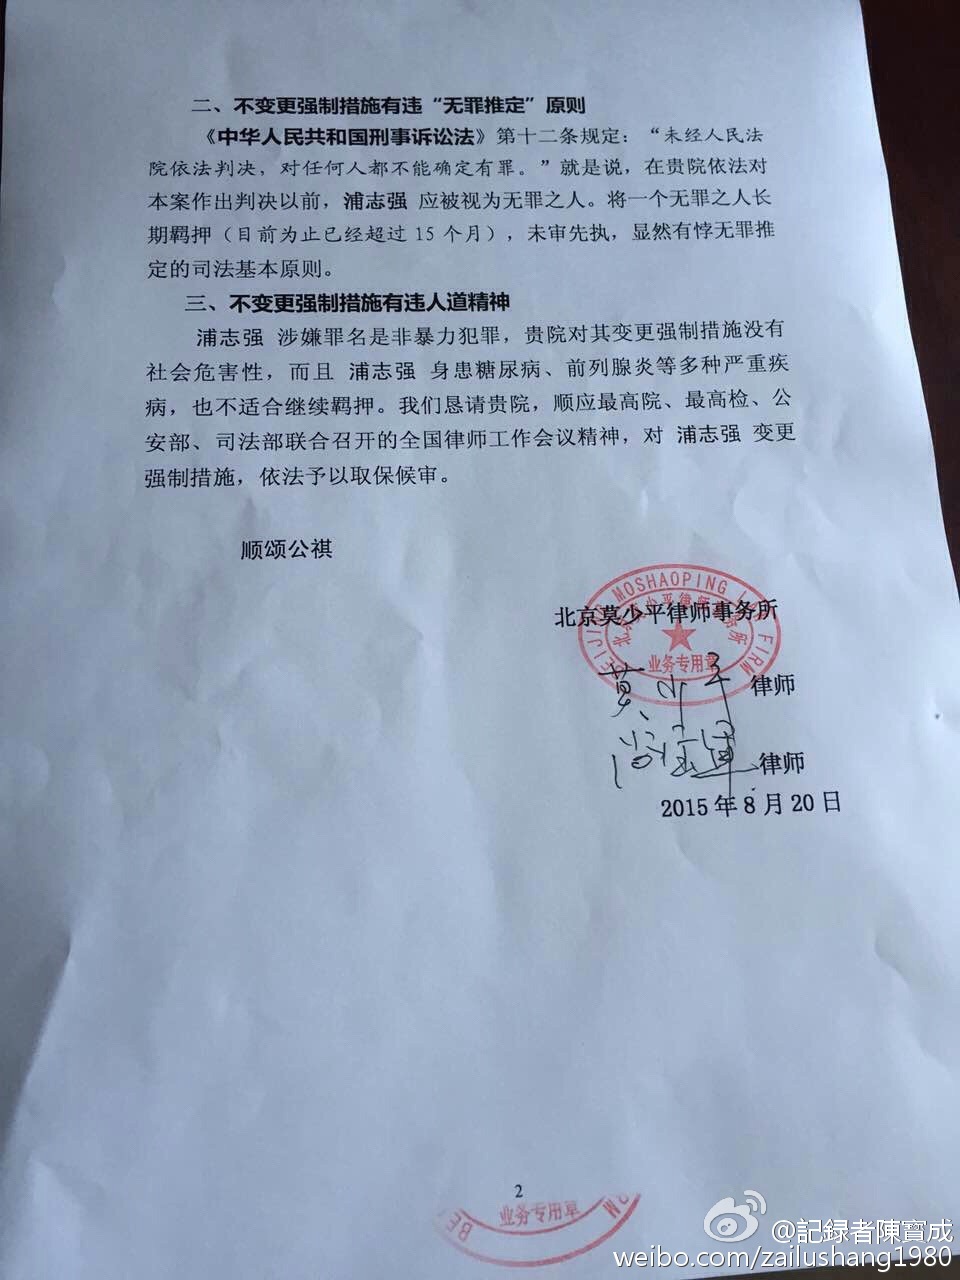 二、不变更强制措施有违“无罪推定”原则
《中华人民共和国刑事诉讼法》第十二条规定：“未经人民法
院依法判决，对任何人都不能确定有罪。”就是说，在贵院依法对
本案作出判决以前，浦志强 应被视为无罪之人。将一个无罪之人长
期羁押（目前为止已经超过 15 个月），未审先执，显然有悖无罪推
定的司法基本原则。
三、不变更强制措施有违人道精神
浦志强 涉嫌罪名是非暴力犯罪，贵院对其变更强制措施没有
社会危害性，而且 浦志强 身患糖尿病、前列腺炎等多种严重疾
病，也不适合继续羁押。我们恳请贵院，顺应最高院、最高检、公
安部、司法部联合召开的全国律师工作会议精神，对 浦志强 变更
强制措施，依法予以取保候审。
顺颂公祺
BEIJING MOSHAOPING LAW FIRM
北京莫少平律师事务所
北京莫少平律师事务所
业务专用章
莫少平 律师
尚宝军 律师
2015 年 8 月 20 日
2
BE
业务专用章
RM
@記録者陳寶成
weibo.com/zailushang1980